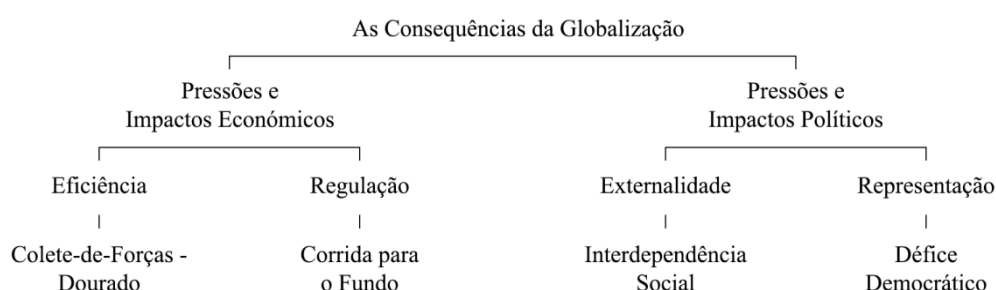 As Consequências da Globalização
Pressões e
Impactos Económicos
Pressões e
Impactos Políticos
Eficiência
Regulação
Externalidade
Representação
Colete-de-Forças -
Dourado
Corrida para
o Fundo
Interdependência
Social
Défice
Democrático